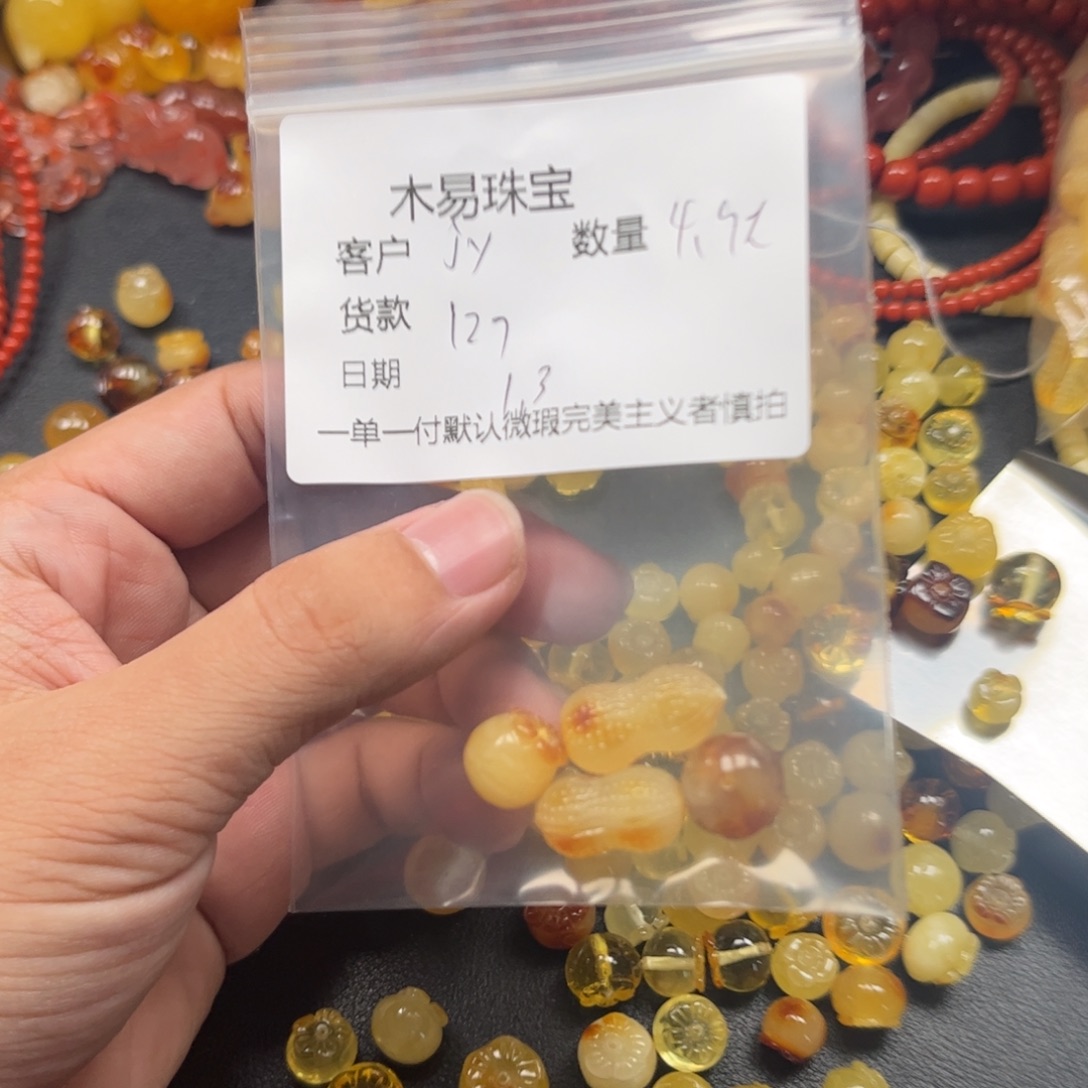 木易珠宝
客户 jy 数量
货款 127
日期 1.3
一单一付默认微瑕完美主义者慎拍